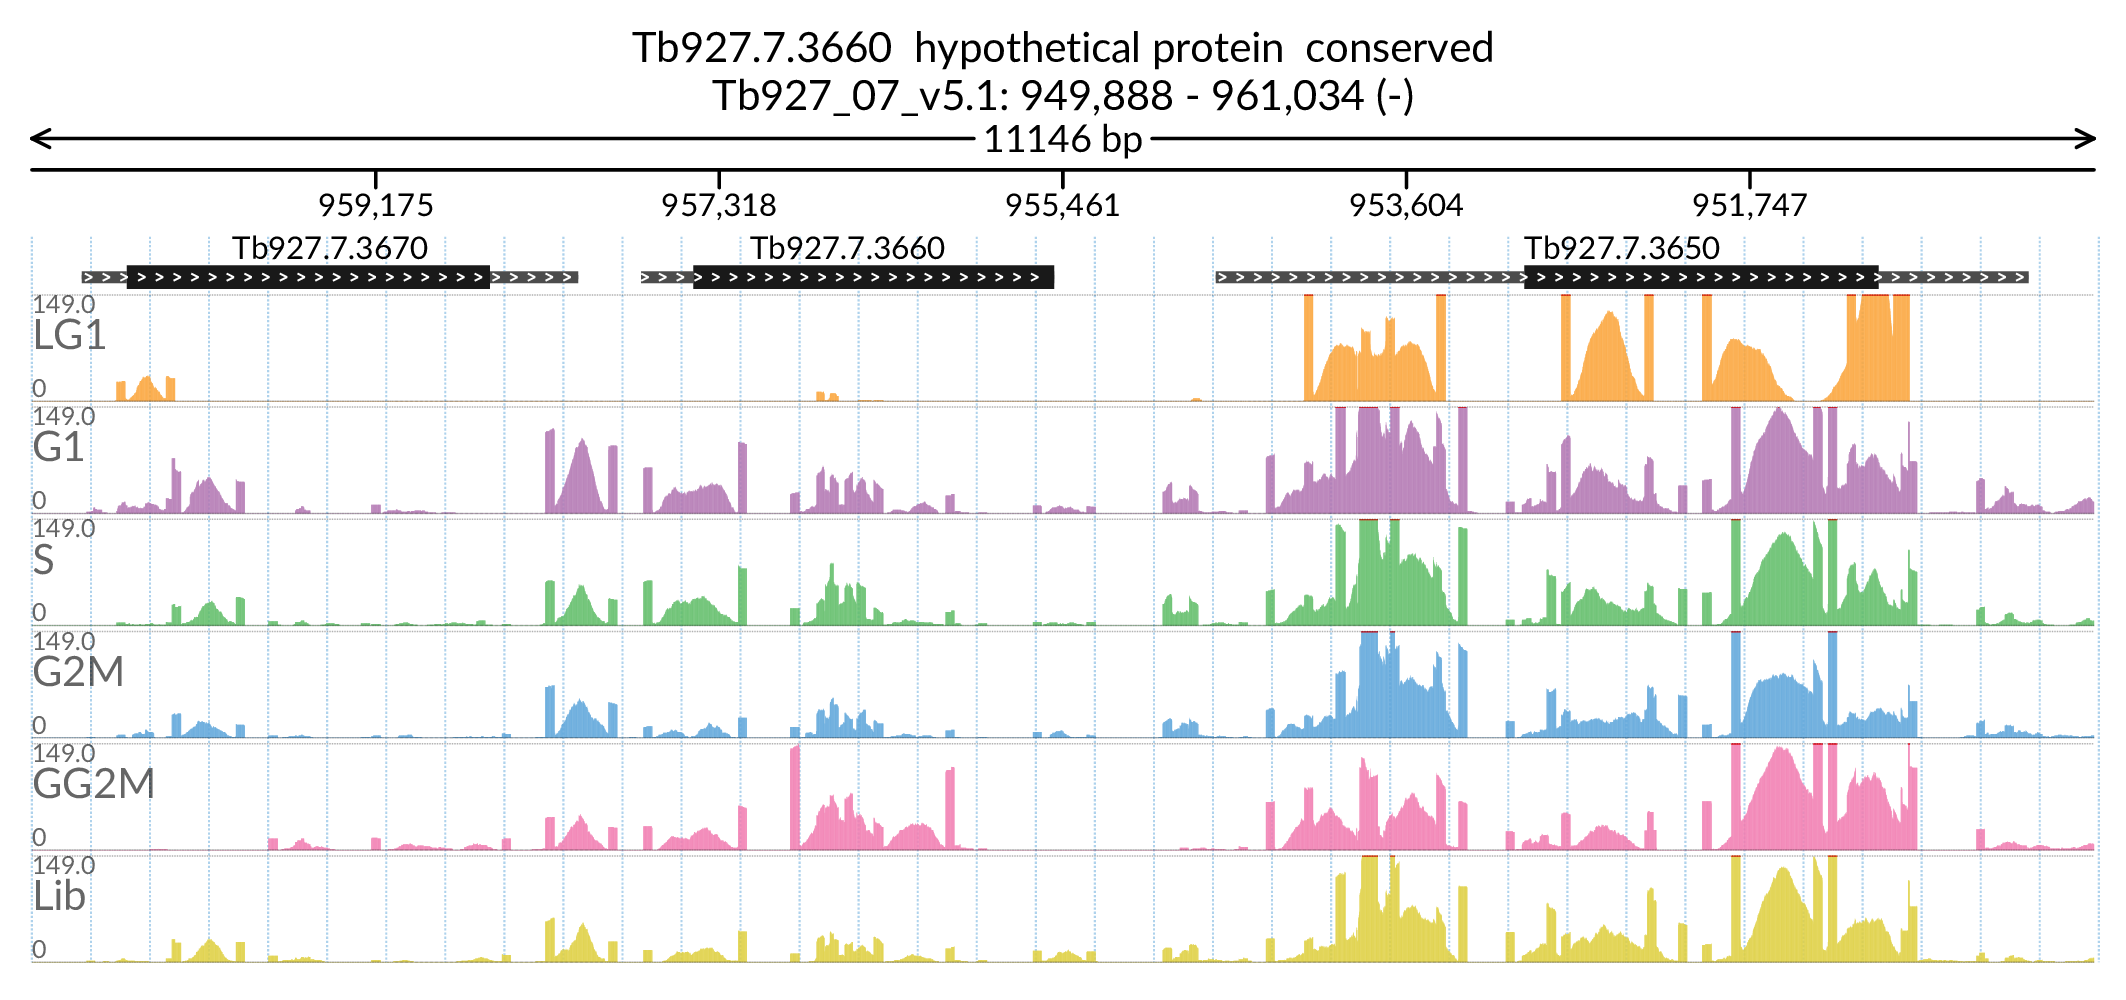 Tb927.7.3660  hypothetical protein  conserved
Tb927_07_v5.1: 949,888 - 961,034 (-)
11146 bp
959,175 957,318 955,461 953,604 951,747
Tb927.7.3670 Tb927.7.3660 Tb927.7.3650
149.0
LG1
0
149.0
G1
0
149.0
S
0
149.0
G2M
0
149.0
GG2M
0
149.0
Lib
0